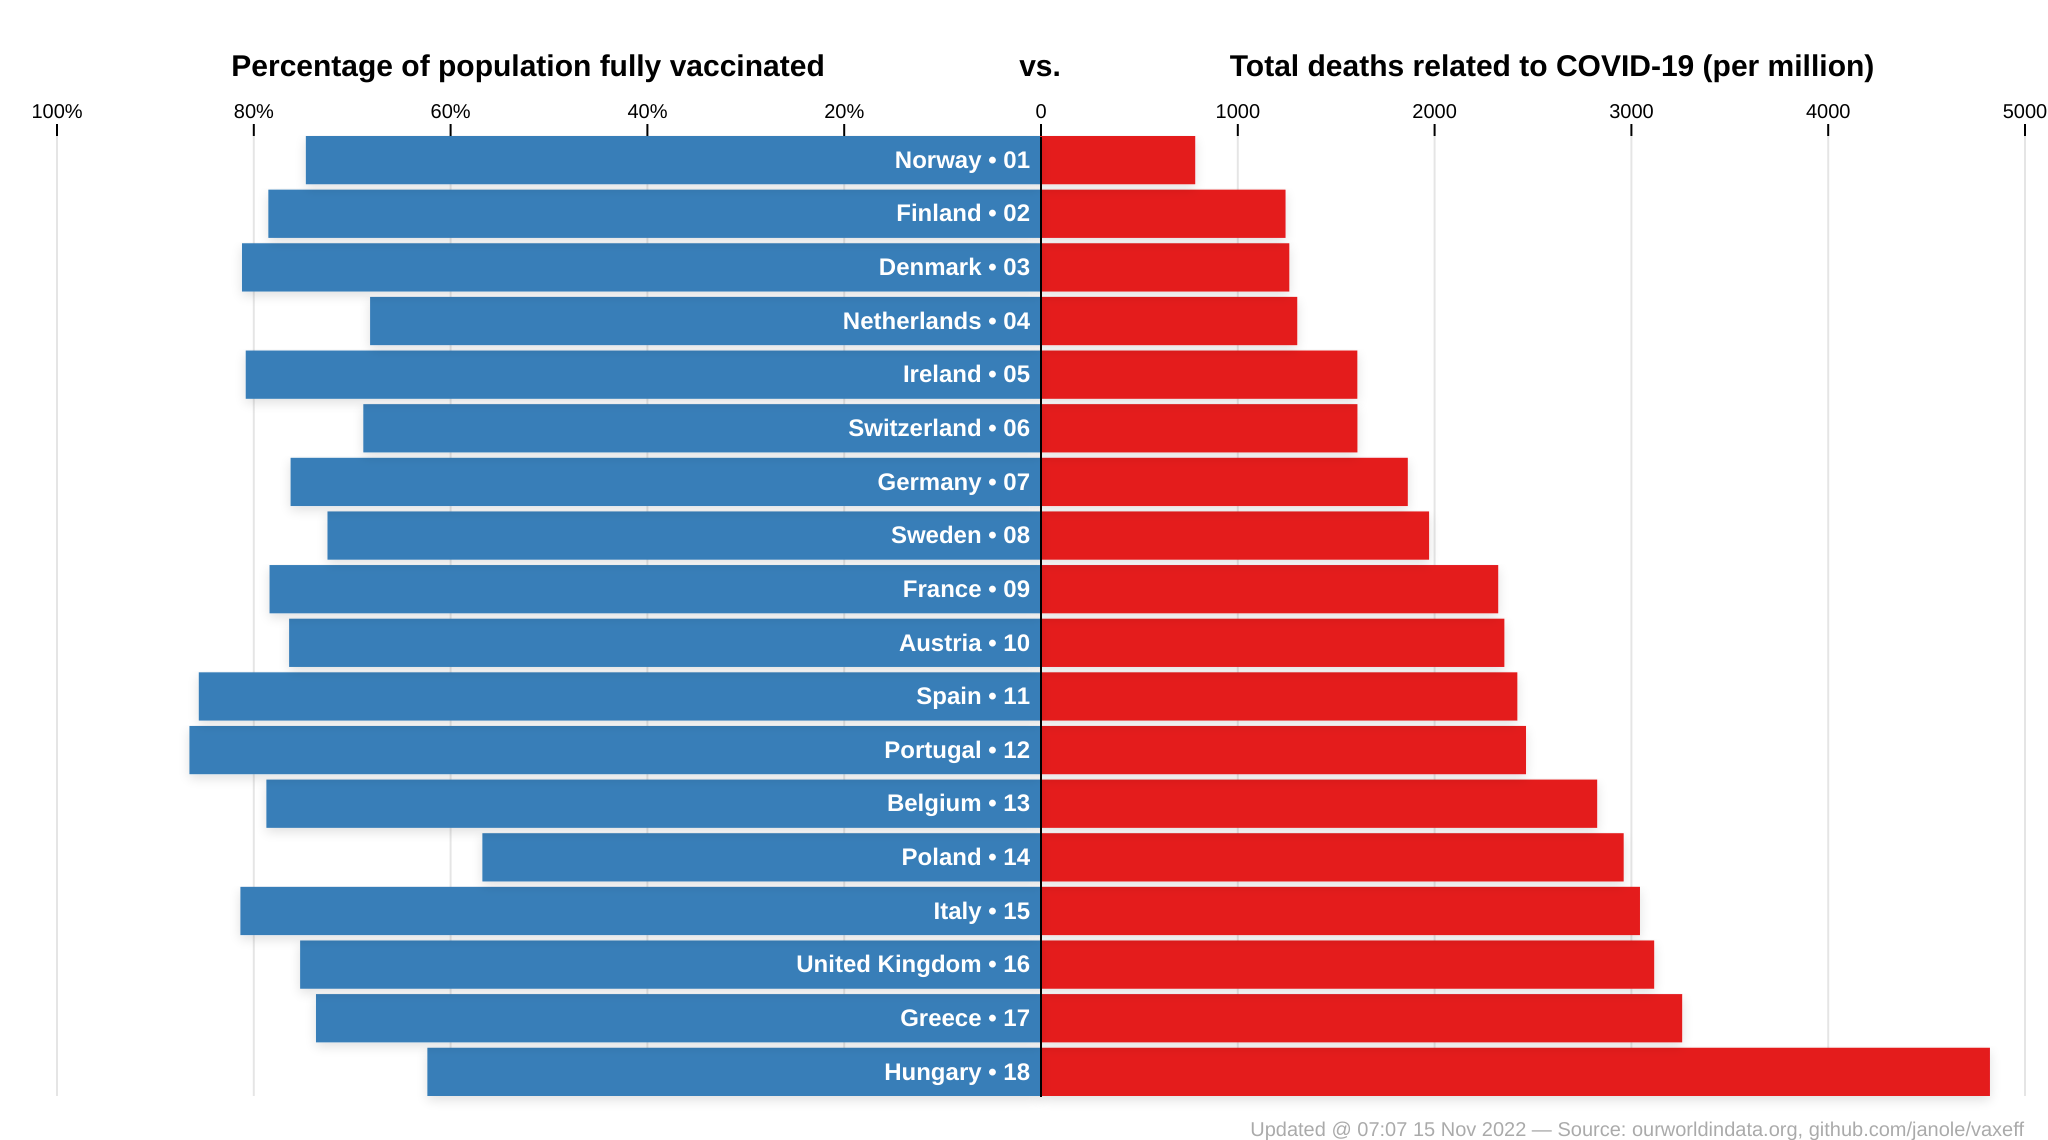 Percentage of population fully vaccinated vs. Total deaths related to COVID-19 (per million)
100% 80% 60% 40% 20% 0 1000 2000 3000 4000 5000
Norway • 01
Finland • 02
Denmark • 03
Netherlands • 04
Ireland • 05
Switzerland • 06
Germany • 07
Sweden • 08
France • 09
Austria • 10
Spain • 11
Portugal • 12
Belgium • 13
Poland • 14
Italy • 15
United Kingdom • 16
Greece • 17
Hungary • 18
Updated @ 07:07 15 Nov 2022 — Source: ourworldindata.org, github.com/janole/vaxeff